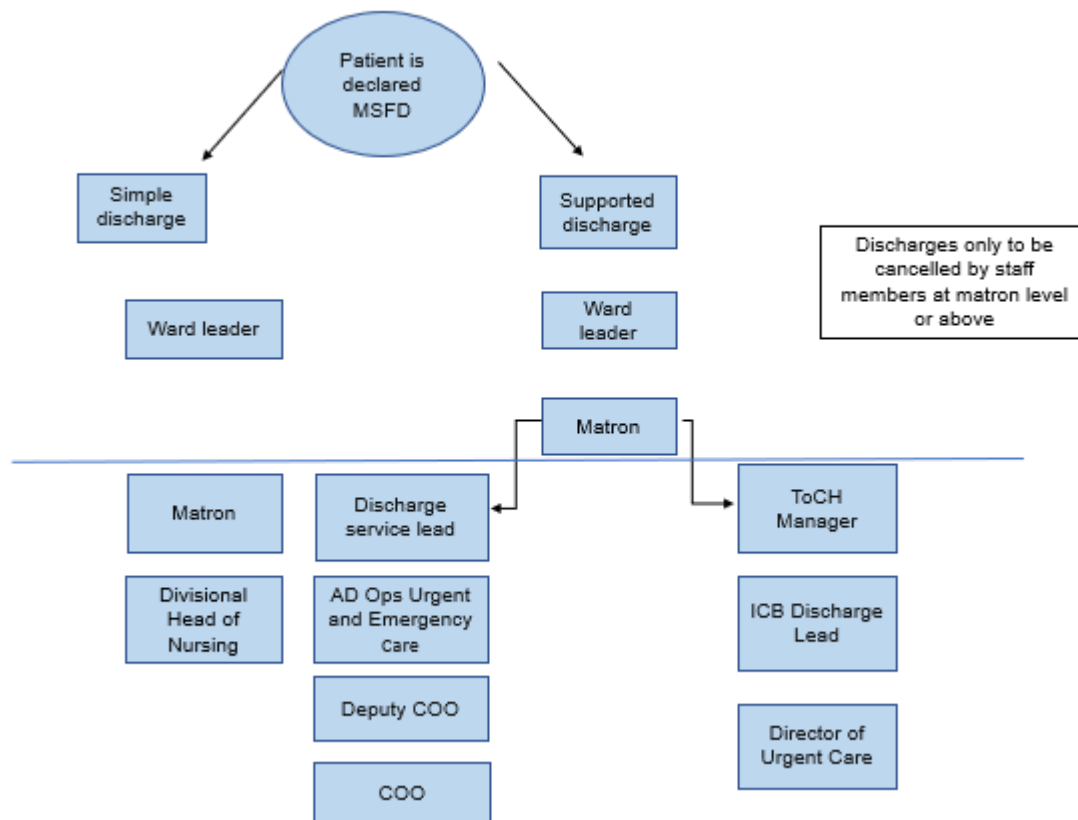 Patient is
declared
MSFD
Simple
discharge
Supported
discharge
Discharges only to be
cancelled by staff
members at matron level
or above
Ward leader
Ward
leader
Matron
Matron
Discharge
service lead
ToCH
Manager
Divisional
Head of
Nursing
AD Ops Urgent
and Emergency
Care
ICB Discharge
Lead
Deputy COO
Director of
Urgent Care
COO